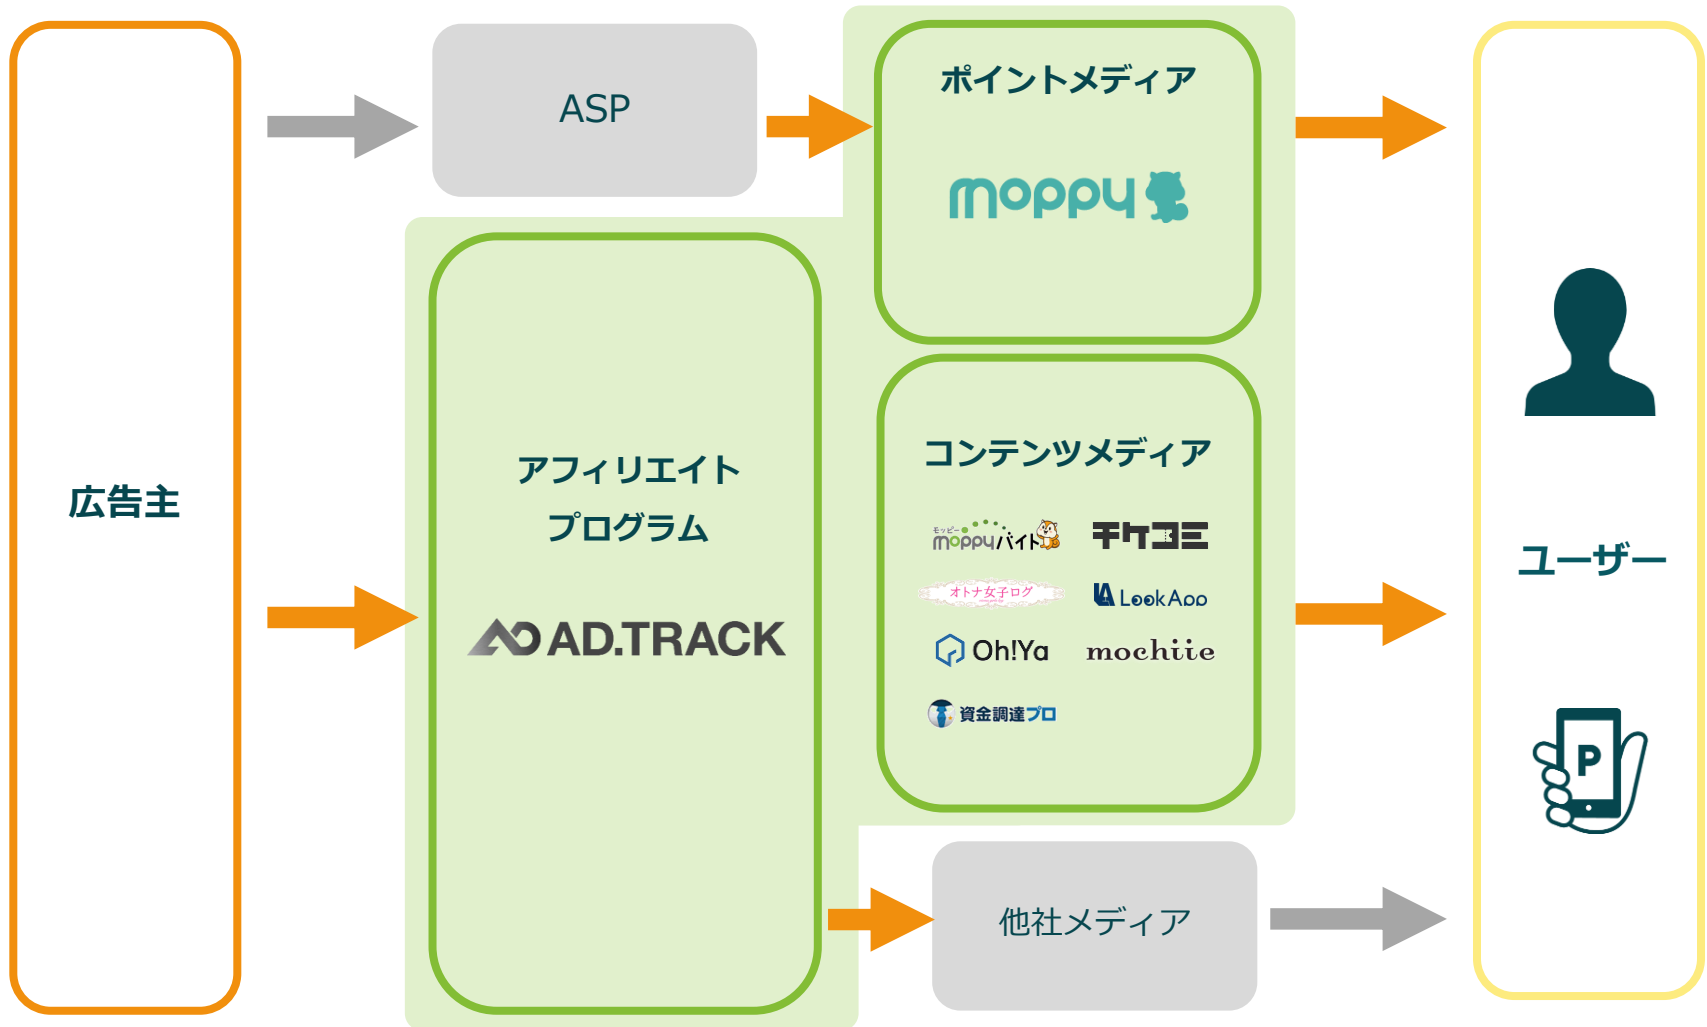 広告主
ASP
アフィリエイト
プログラム
AD.TRACK
ポイントメディア
moppy
コンテンツメディア
モッピー
moppyバイト
チケコミ
オトナ女子ログ
LookApp
Oh!Ya
mochiie
資金調達プロ
他社メディア
ユーザー
P